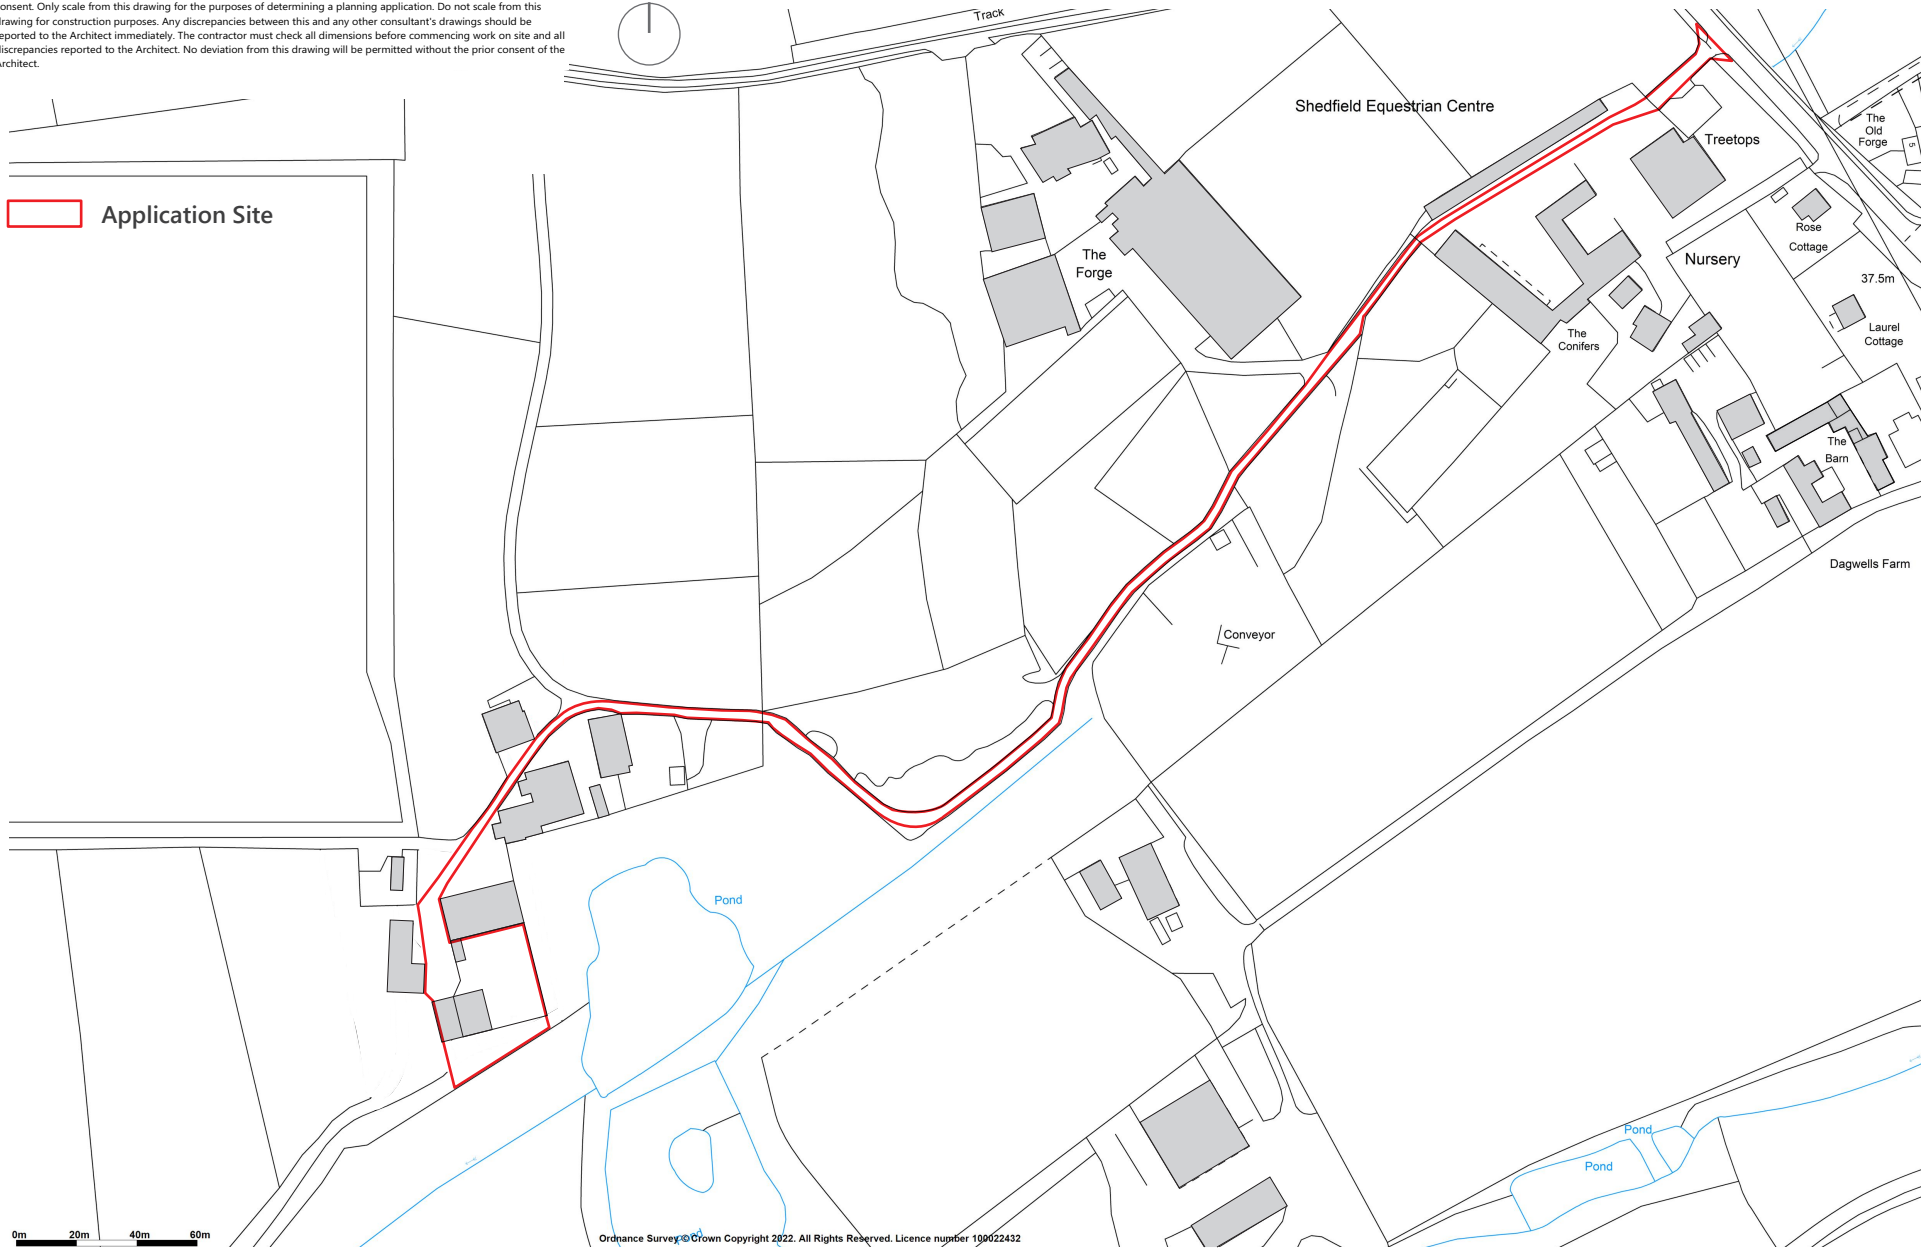 onsent. Only scale from this drawing for the purposes of determining a planning application. Do not scale from this
drawing for construction purposes. Any discrepancies between this and any other consultant's drawings should be
reported to the Architect immediately. The contractor must check all dimensions before commencing work on site and all
discrepancies reported to the Architect. No deviation from this drawing will be permitted without the prior consent of the
Architect.
Track
Shedfield Equestrian Centre
The
Old
Forge
5
Treetops
Application Site
Rose
Cottage
The
Forge
Nursery
37.5m
The
Conifers
Laurel
Cottage
The
Barn
Dagwells Farm
Conveyor
Pond
Pond
Pond
Pond
0m 20m 40m 60m
Ordnance Survey © Crown Copyright 2022. All Rights Reserved. Licence number 100022432